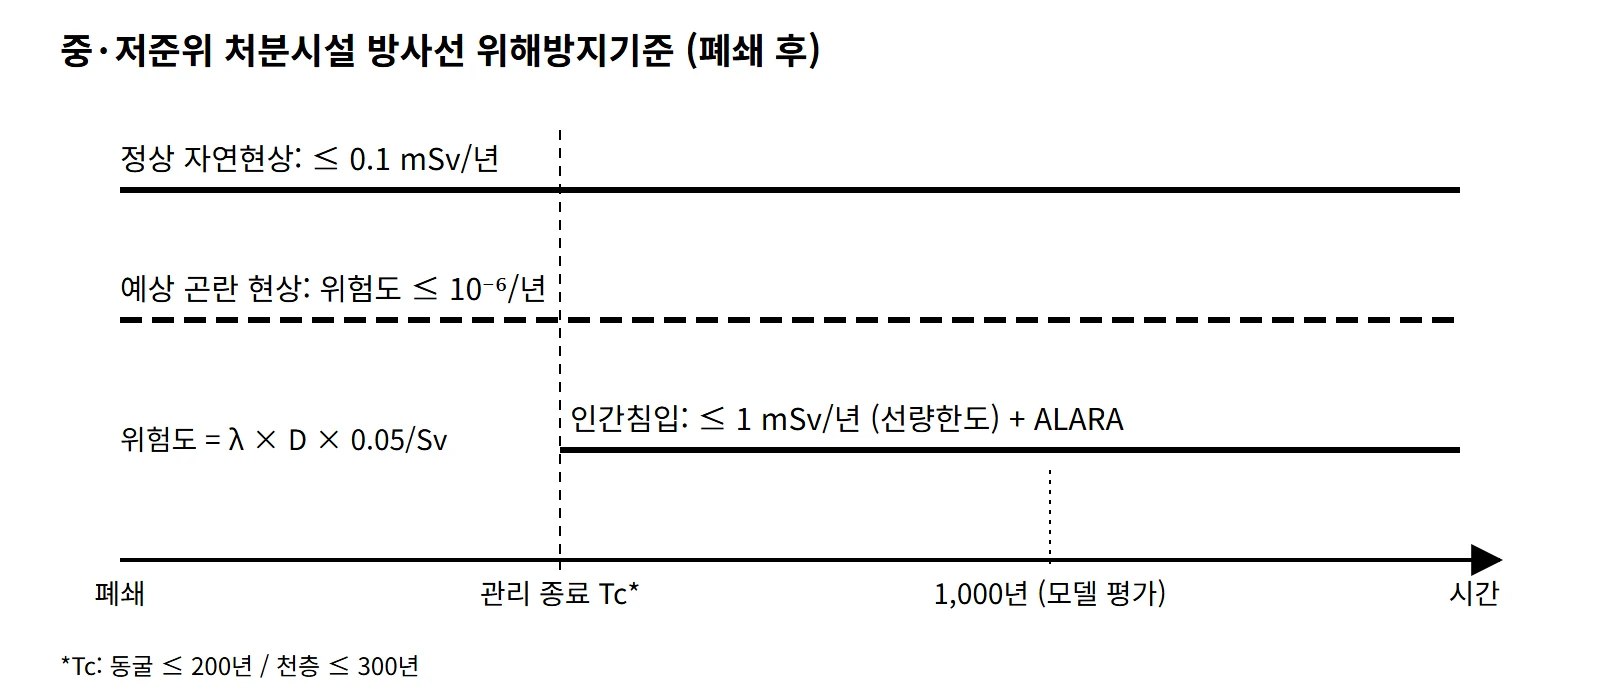 중·저준위 처분시설 방사선 위해방지기준 (폐쇄 후)
정상 자연현상: ≤ 0.1 mSv/년
예상 곤란 현상: 위험도 ≤ 10⁻⁶/년
인간침입: ≤ 1 mSv/년 (선량한도) + ALARA
위험도 = λ × D × 0.05/Sv
폐쇄 관리 종료 Tc* 1,000년 (모델 평가) 시간
*Tc: 동굴 ≤ 200년 / 천층 ≤ 300년